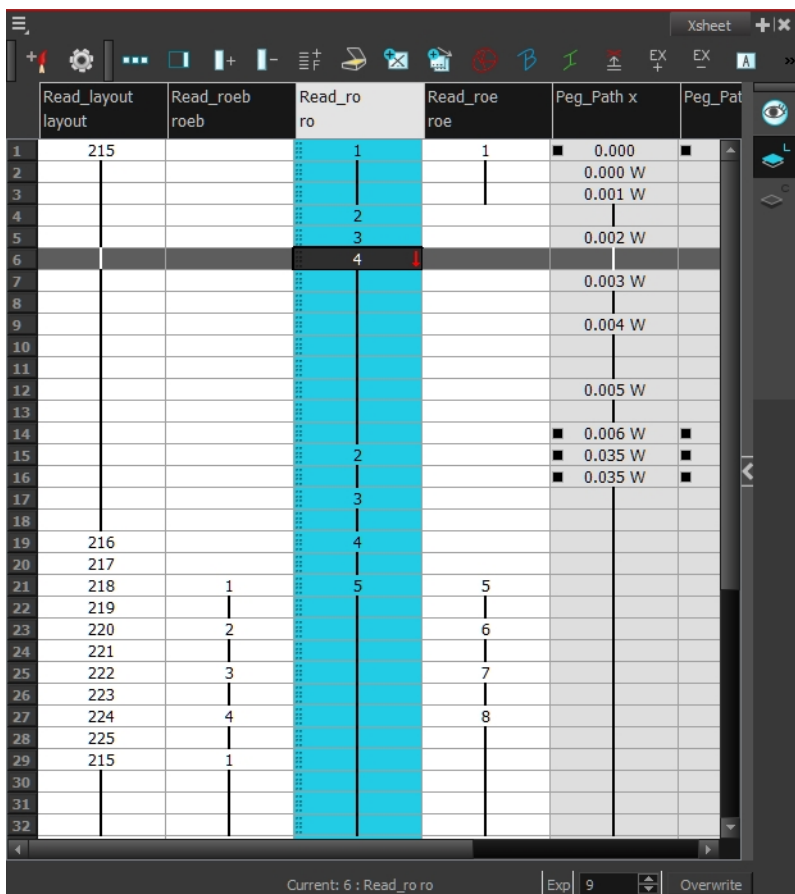 Xsheet
EX EX A
Read_layout Read_roeb Read_ro Read_roe Peg_Path x Peg_Pat
layout roeb ro roe
1 215 1 1 0.000
2 0.000 W
3 0.001 W
4 2
5 3 0.002 W
6 4
7 0.003 W
8
9 0.004 W
10
11
12 0.005 W
13
14 0.006 W
15 2 0.035 W
16 0.035 W
17 3
18
19 216 4
20 217
21 218 1 5 5
22 219
23 220 2 6
24 221
25 222 3 7
26 223
27 224 4 8
28 225
29 215 1
30
31
32
L
C
Current: 6 : Read_ro ro Exp 9 Overwrite